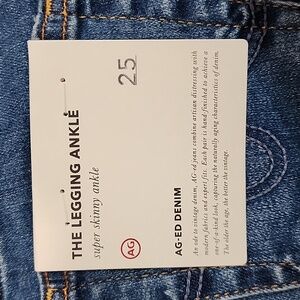 THE LEGGING ANKLE
super skinny ankle
25
AG
AG-ED DENIM
An ode to vintage denim, AG-ed jeans combine artisan distressing with
modern fabrics and expert fits. Each pair is hand-finished to achieve a
one-of-a-kind look, capturing the naturally aging characteristics of denim.
The older the age, the better the vintage.